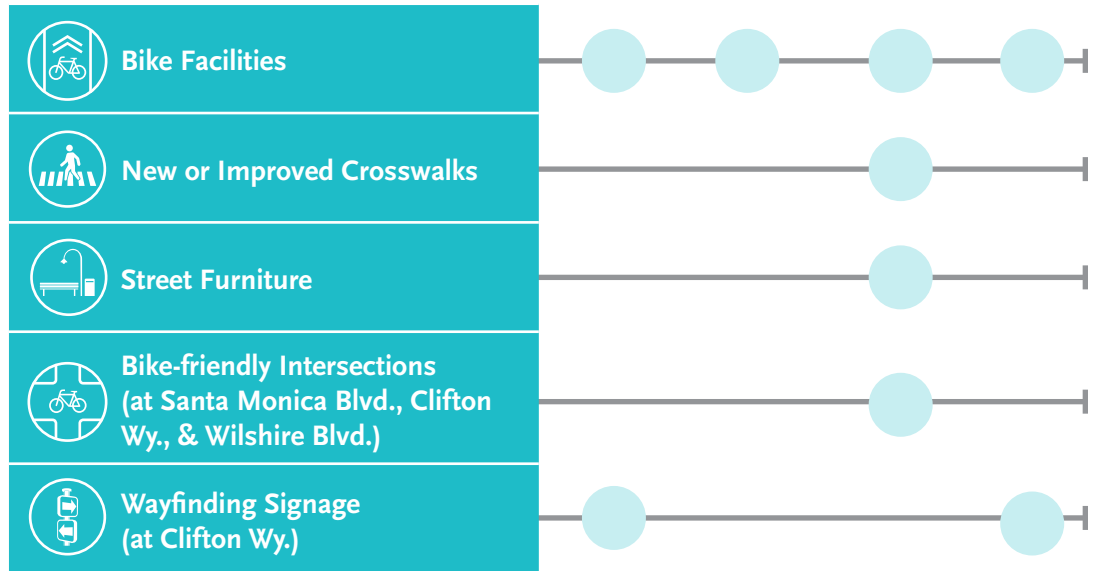 Bike Facilities
New or Improved Crosswalks
Street Furniture
Bike-friendly Intersections
(at Santa Monica Blvd., Clifton
Wy., & Wilshire Blvd.)
Wayfinding Signage
(at Clifton Wy.)